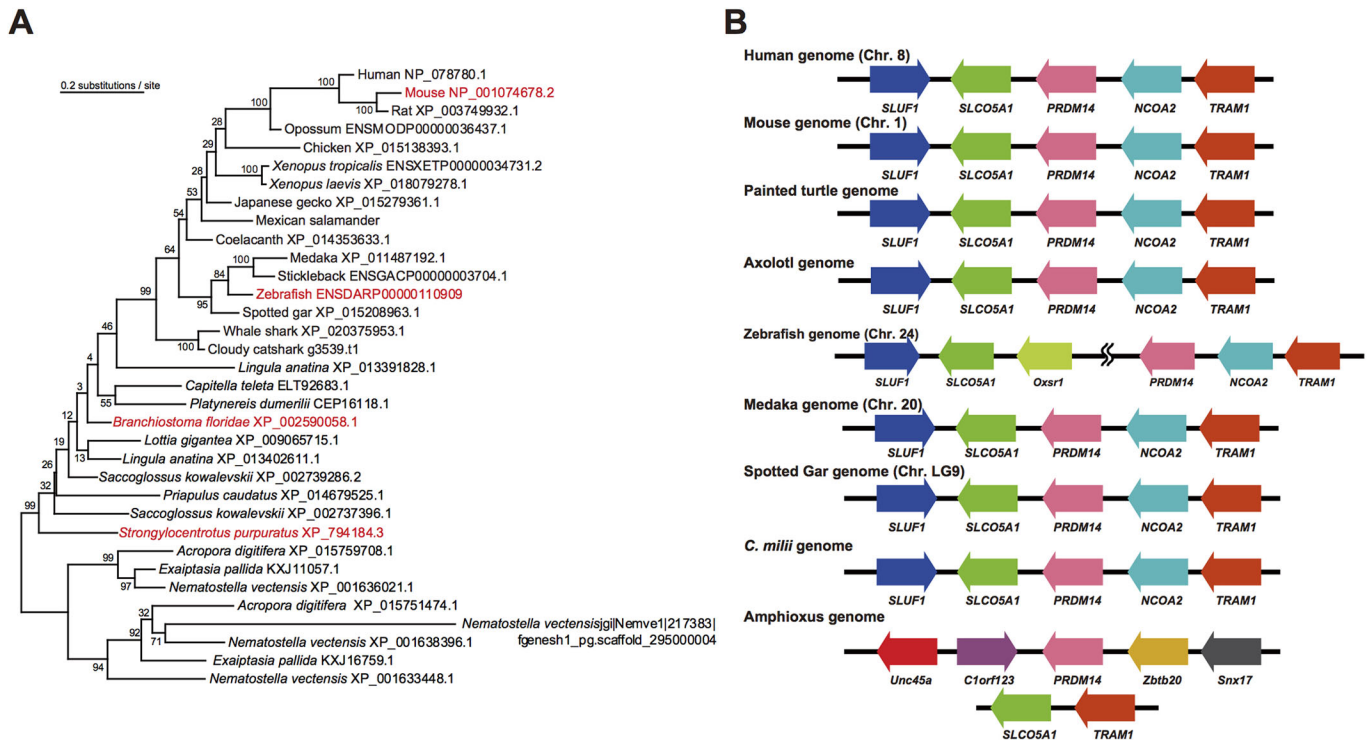 A
0.2 substitutions / site
Human NP_078780.1
100
Mouse NP_001074678.2
100
100
Rat XP_003749932.1
100
Opossum ENSMODP00000036437.1
28
Chicken XP_015138393.1
29
Xenopus tropicalis ENSXETP00000034731.2
100
28
Xenopus laevis XP_018079278.1
53
Japanese gecko XP_015279361.1
Mexican salamander
54
Coelacanth XP_014353633.1
64
Medaka XP_011487192.1
100
84
Stickleback ENSGACP00000003704.1
Zebrafish ENSDARP00000110909
99
95
Spotted gar XP_015208963.1
46
Whale shark XP_020375953.1
100
Cloudy catshark g3539.t1
4
Lingula anatina XP_013391828.1
3
Capitella teleta ELT92683.1
55
Platynereis dumerilii CEP16118.1
12
Branchiostoma floridae XP_002590058.1
19
Lottia gigantea XP_009065715.1
13
Lingula anatina XP_013402611.1
26
Saccoglossus kowalevskii XP_002739286.2
32
Priapulus caudatus XP_014679525.1
99
Saccoglossus kowalevskii XP_002737396.1
Strongylocentrotus purpuratus XP_794184.3
99
Acropora digitifera XP_015759708.1
Exaiptasia pallida KXJ11057.1
97
Nematostella vectensis XP_001636021.1
32
Acropora digitifera XP_015751474.1
92
Nematostella vectensisjgi|Nemve1|217383|
fgenesh1_pg.scaffold_295000004
71
Nematostella vectensis XP_001638396.1
94
Exaiptasia pallida KXJ16759.1
Nematostella vectensis XP_001633448.1
B
Human genome (Chr. 8)
SLUF1 SLCO5A1 PRDM14 NCOA2 TRAM1
Mouse genome (Chr. 1)
SLUF1 SLCO5A1 PRDM14 NCOA2 TRAM1
Painted turtle genome
SLUF1 SLCO5A1 PRDM14 NCOA2 TRAM1
Axolotl genome
SLUF1 SLCO5A1 PRDM14 NCOA2 TRAM1
Zebrafish genome (Chr. 24)
SLUF1 SLCO5A1 Oxsr1 PRDM14 NCOA2 TRAM1
Medaka genome (Chr. 20)
SLUF1 SLCO5A1 PRDM14 NCOA2 TRAM1
Spotted Gar genome (Chr. LG9)
SLUF1 SLCO5A1 PRDM14 NCOA2 TRAM1
C. milii genome
SLUF1 SLCO5A1 PRDM14 NCOA2 TRAM1
Amphioxus genome
Unc45a C1orf123 PRDM14 Zbtb20 Snx17
SLCO5A1 TRAM1